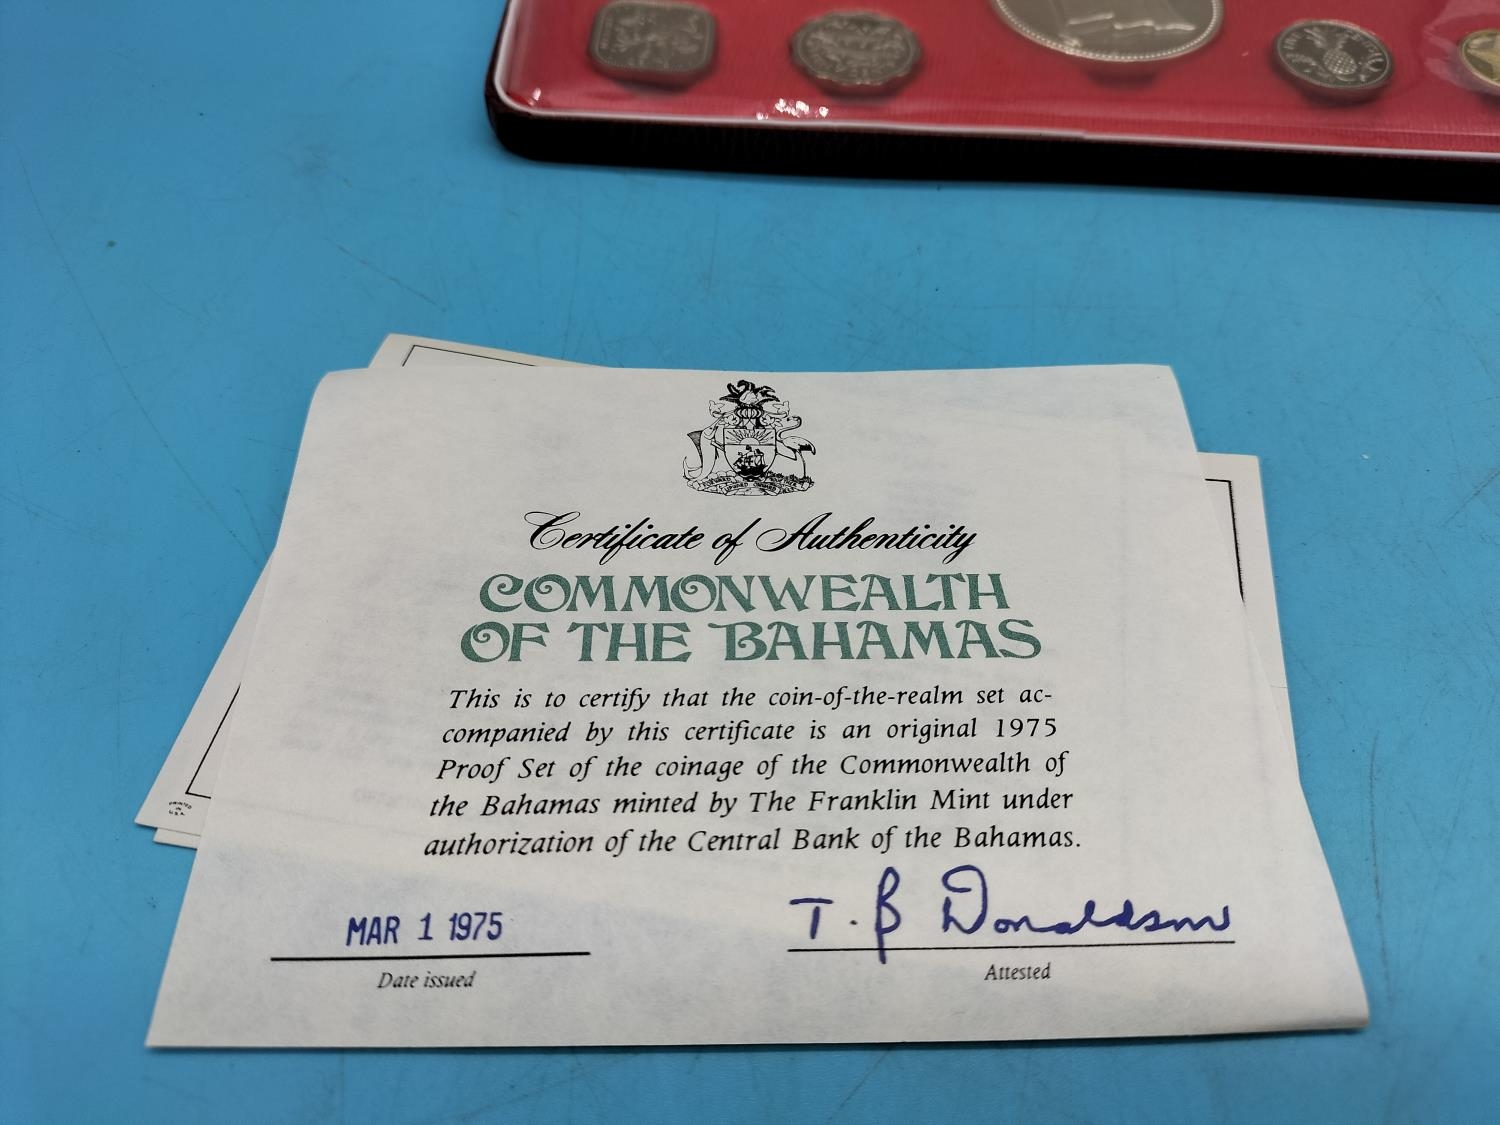 Certificate of Authenticity
COMMONWEALTH
OF THE BAHAMAS
This is to certify that the coin-of-the-realm set ac-
companied by this certificate is an original 1975
Proof Set of the coinage of the Commonwealth of
the Bahamas minted by The Franklin Mint under
authorization of the Central Bank of the Bahamas.
MAR 1 1975
T. B Donaldson
Date issued
Attested
PRINTED
IN
U.S.A.